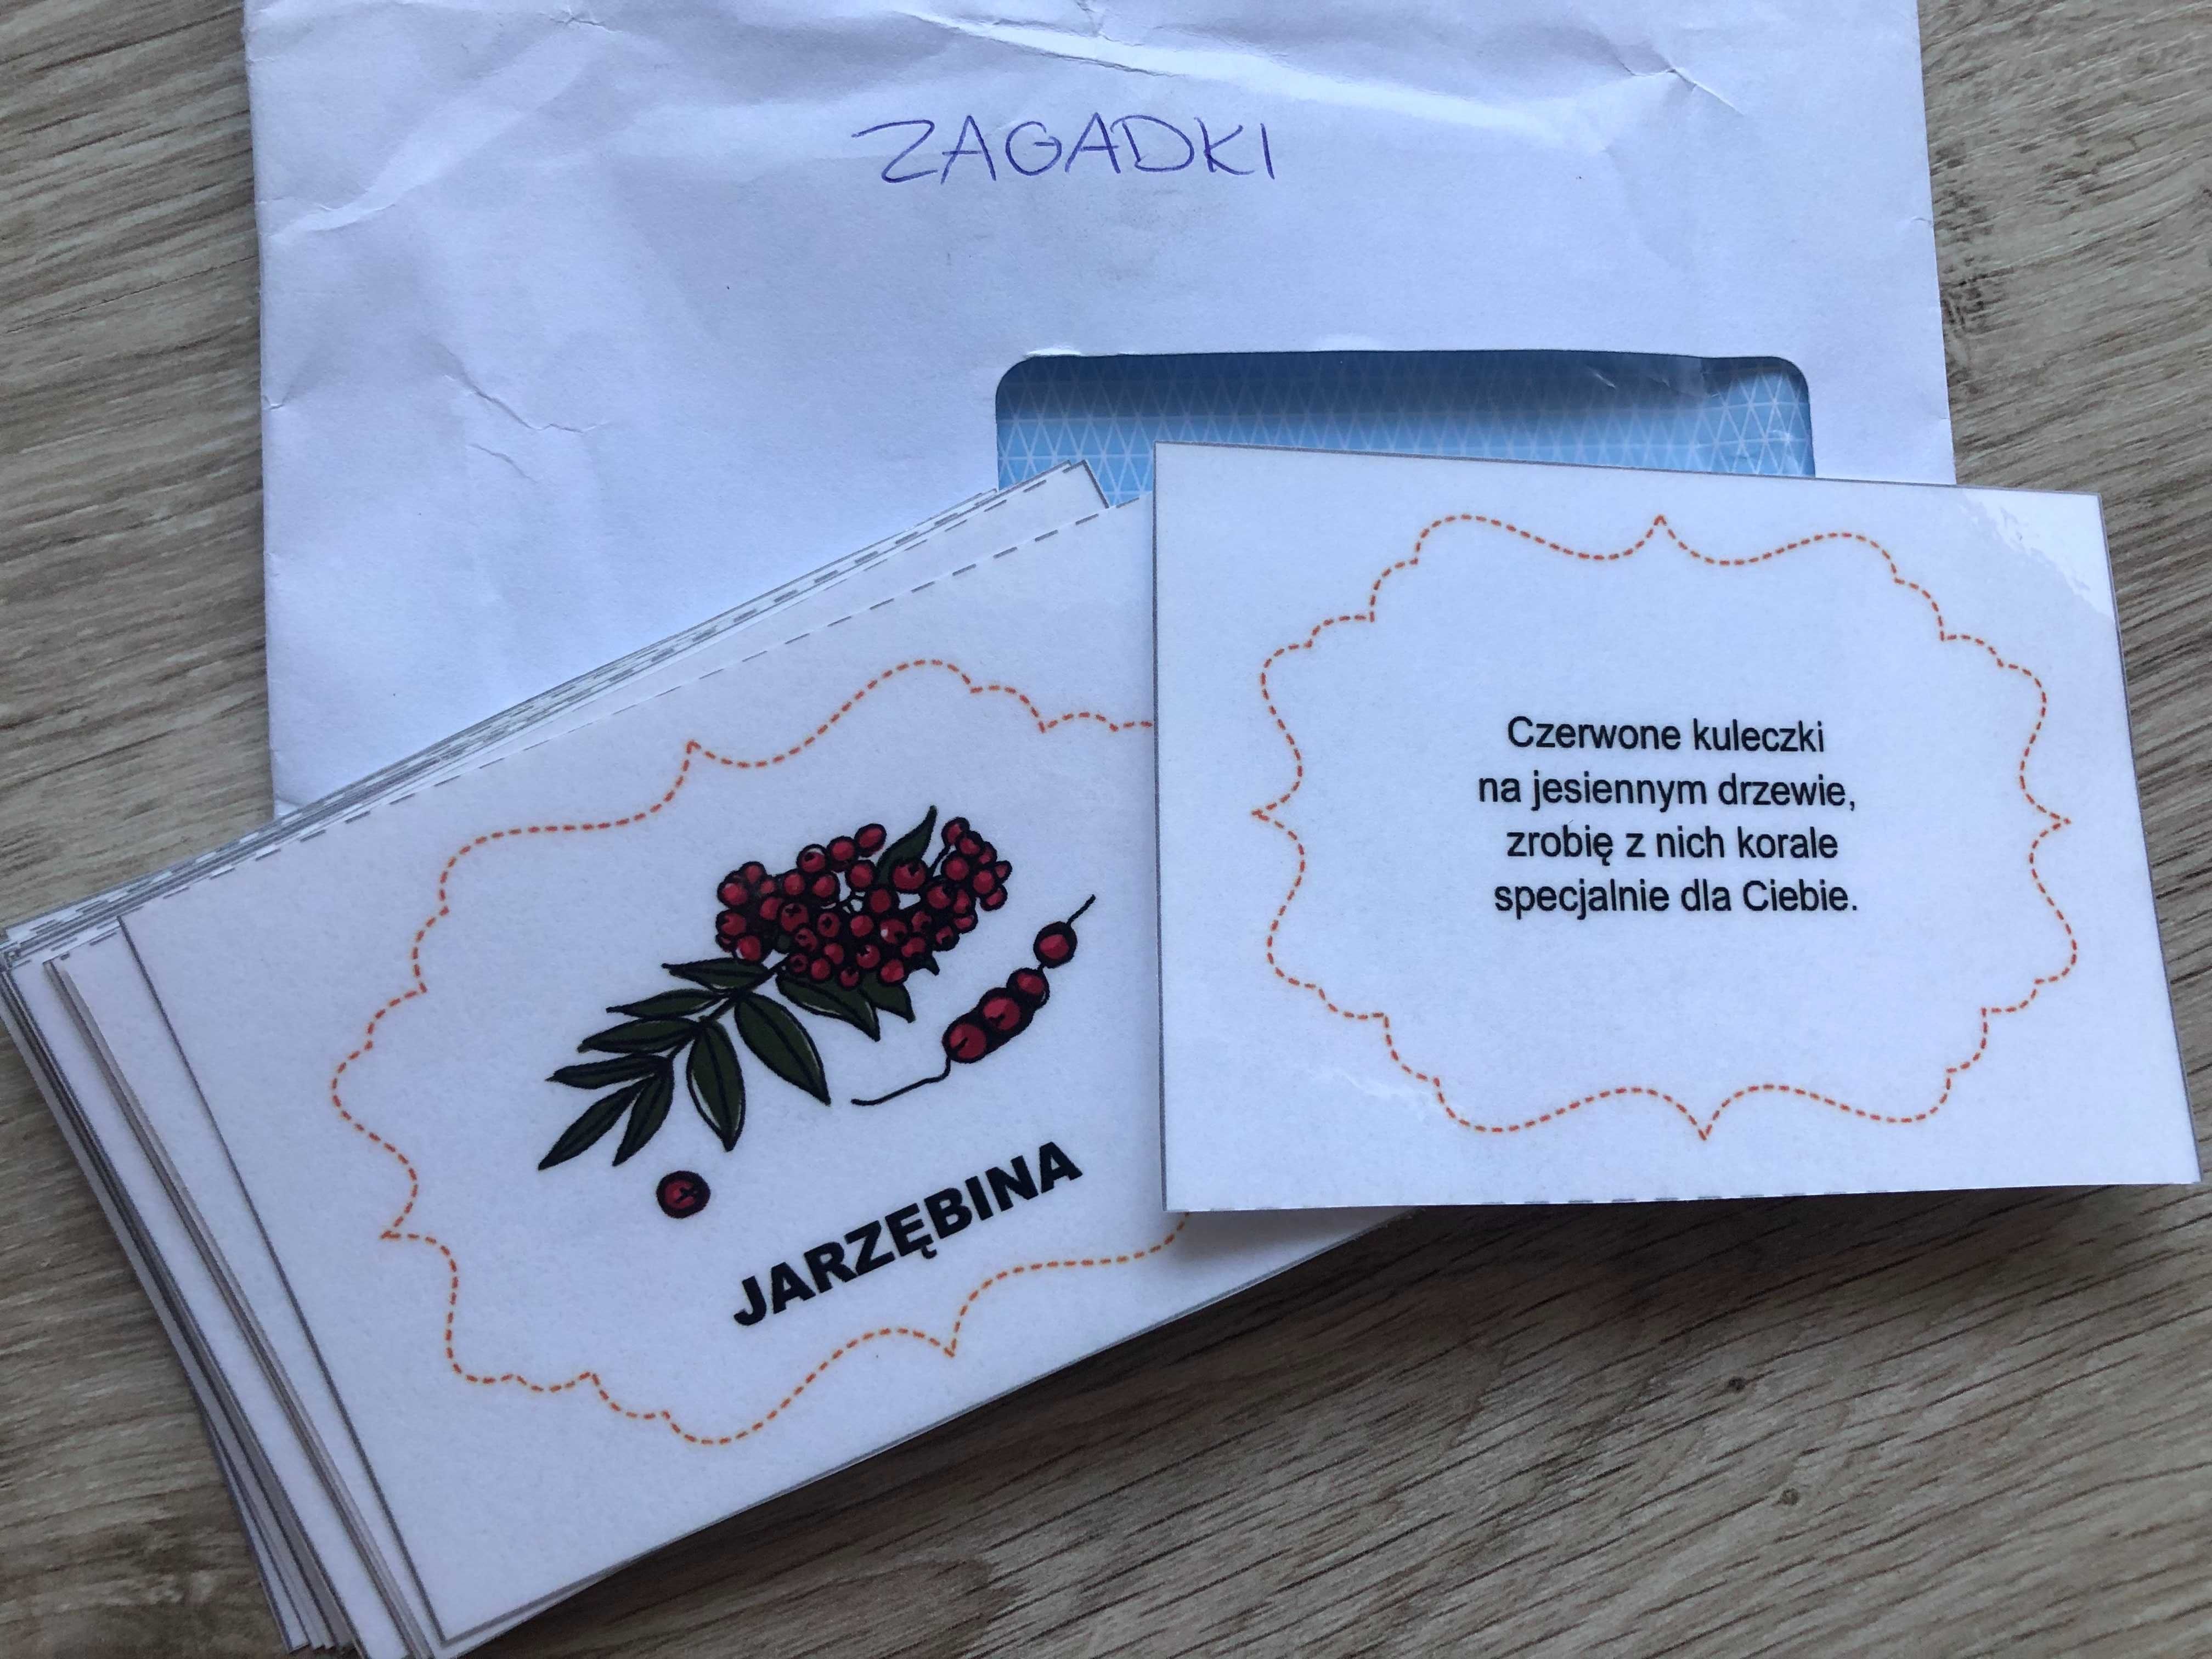 ZAGADKI
Czerwone kuleczki
na jesiennym drzewie,
zrobię z nich korale
specjalnie dla Ciebie.
JARZĘBINA